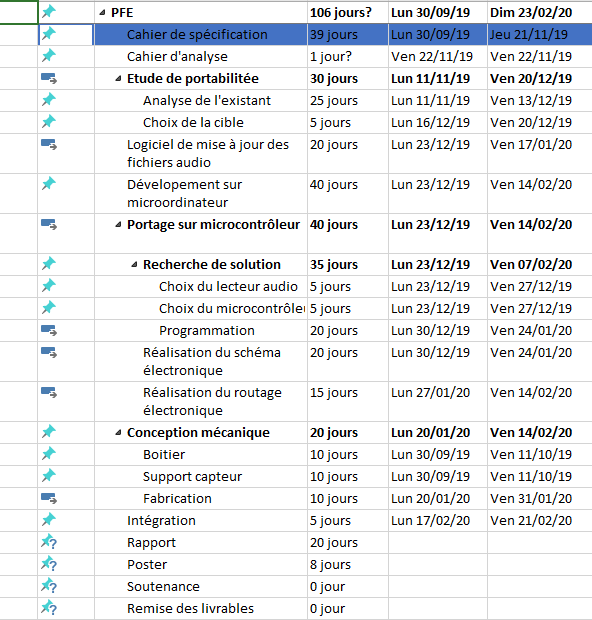 PFE 106 jours? Lun 30/09/19 Dim 23/02/20
Cahier de spécification 39 jours Lun 30/09/19 Jeu 21/11/19
Cahier d'analyse 1 jour? Ven 22/11/19 Ven 22/11/19
Etude de portabilitée 30 jours Lun 11/11/19 Ven 20/12/19
Analyse de l'existant 25 jours Lun 11/11/19 Ven 13/12/19
Choix de la cible 5 jours Lun 16/12/19 Ven 20/12/19
Logiciel de mise à jour des 20 jours Lun 23/12/19 Ven 17/01/20
fichiers audio
Dévelopement sur 40 jours Lun 23/12/19 Ven 14/02/20
microordinateur
Portage sur microcontrôleur 40 jours Lun 23/12/19 Ven 14/02/20
Recherche de solution 35 jours Lun 23/12/19 Ven 07/02/20
Choix du lecteur audio 5 jours Lun 23/12/19 Ven 27/12/19
Choix du microcontrôleu 5 jours Lun 23/12/19 Ven 27/12/19
Programmation 20 jours Lun 30/12/19 Ven 24/01/20
Réalisation du schéma 20 jours Lun 30/12/19 Ven 24/01/20
électronique
Réalisation du routage 15 jours Lun 27/01/20 Ven 14/02/20
électronique
Conception mécanique 20 jours Lun 20/01/20 Ven 14/02/20
Boitier 10 jours Lun 30/09/19 Ven 11/10/19
Support capteur 10 jours Lun 30/09/19 Ven 11/10/19
Fabrication 10 jours Lun 20/01/20 Ven 31/01/20
Intégration 5 jours Lun 17/02/20 Ven 21/02/20
Rapport 20 jours
Poster 8 jours
Soutenance 0 jour
Remise des livrables 0 jour